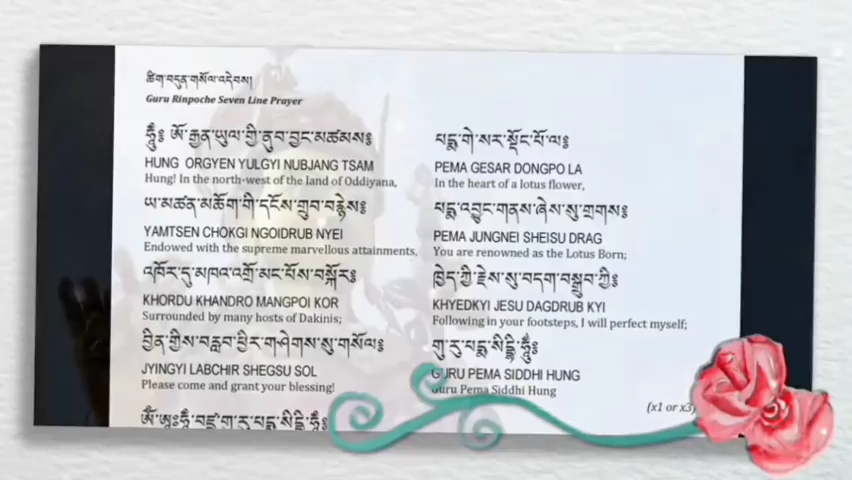 ཚིག་བདུན་གསོལ་འདེབས།
Guru Rinpoche Seven Line Prayer
ཧཱུྃ༔ ཨོ་རྒྱན་ཡུལ་གྱི་ནུབ་བྱང་མཚམས༔
HUNG ORGYEN YULGYI NUBJANG TSAM
Hung! In the north-west of the land of Oddiyana,
ཡ་མཚན་མཆོག་གི་དངོས་གྲུབ་བརྙེས༔
YAMTSEN CHOKGI NGOIDRUB NYEI
Endowed with the supreme marvellous attainments,
འཁོར་དུ་མཁའ་འགྲོ་མང་པོས་བསྐོར༔
KHORDU KHANDRO MANGPOI KOR
Surrounded by many hosts of Dakinis;
བྱིན་གྱིས་བརླབ་ཕྱིར་གཤེགས་སུ་གསོལ༔
JYINGYI LABCHIR SHEGSU SOL
Please come and grant your blessing!
ཨོཾ་ཨཱཿཧཱུྃ་བཛྲ་གུ་རུ་པདྨ་སིདྡྷི་ཧཱུྃ༔
པདྨ་གེ་སར་སྡོང་པོ་ལ༔
PEMA GESAR DONGPO LA
In the heart of a lotus flower,
པདྨ་འབྱུང་གནས་ཞེས་སུ་གྲགས༔
PEMA JUNGNEI SHEISU DRAG
You are renowned as the Lotus Born;
ཁྱེད་ཀྱི་རྗེས་སུ་བདག་བསྒྲུབ་ཀྱི༔
KHYEDKYI JESU DAGDRUB KYI
Following in your footsteps, I will perfect myself;
གུ་རུ་པདྨ་སིདྡྷི་ཧཱུྃ༔
GURU PEMA SIDDHI HUNG
Guru Pema Siddhi Hung
(x1 or x3)